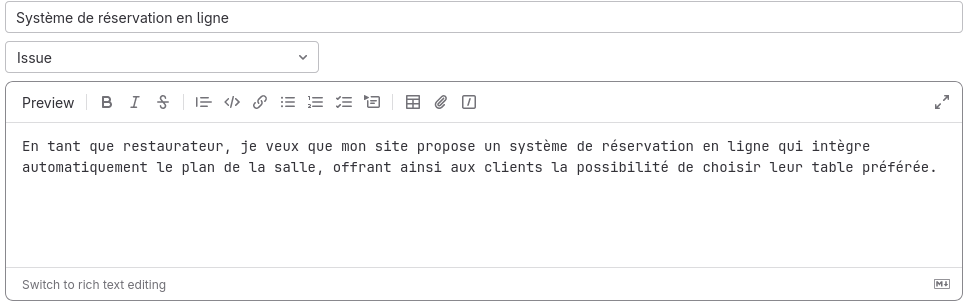 Système de réservation en ligne
Issue
Preview
En tant que restaurateur, je veux que mon site propose un système de réservation en ligne qui intègre
automatiquement le plan de la salle, offrant ainsi aux clients la possibilité de choisir leur table préférée.
Switch to rich text editing